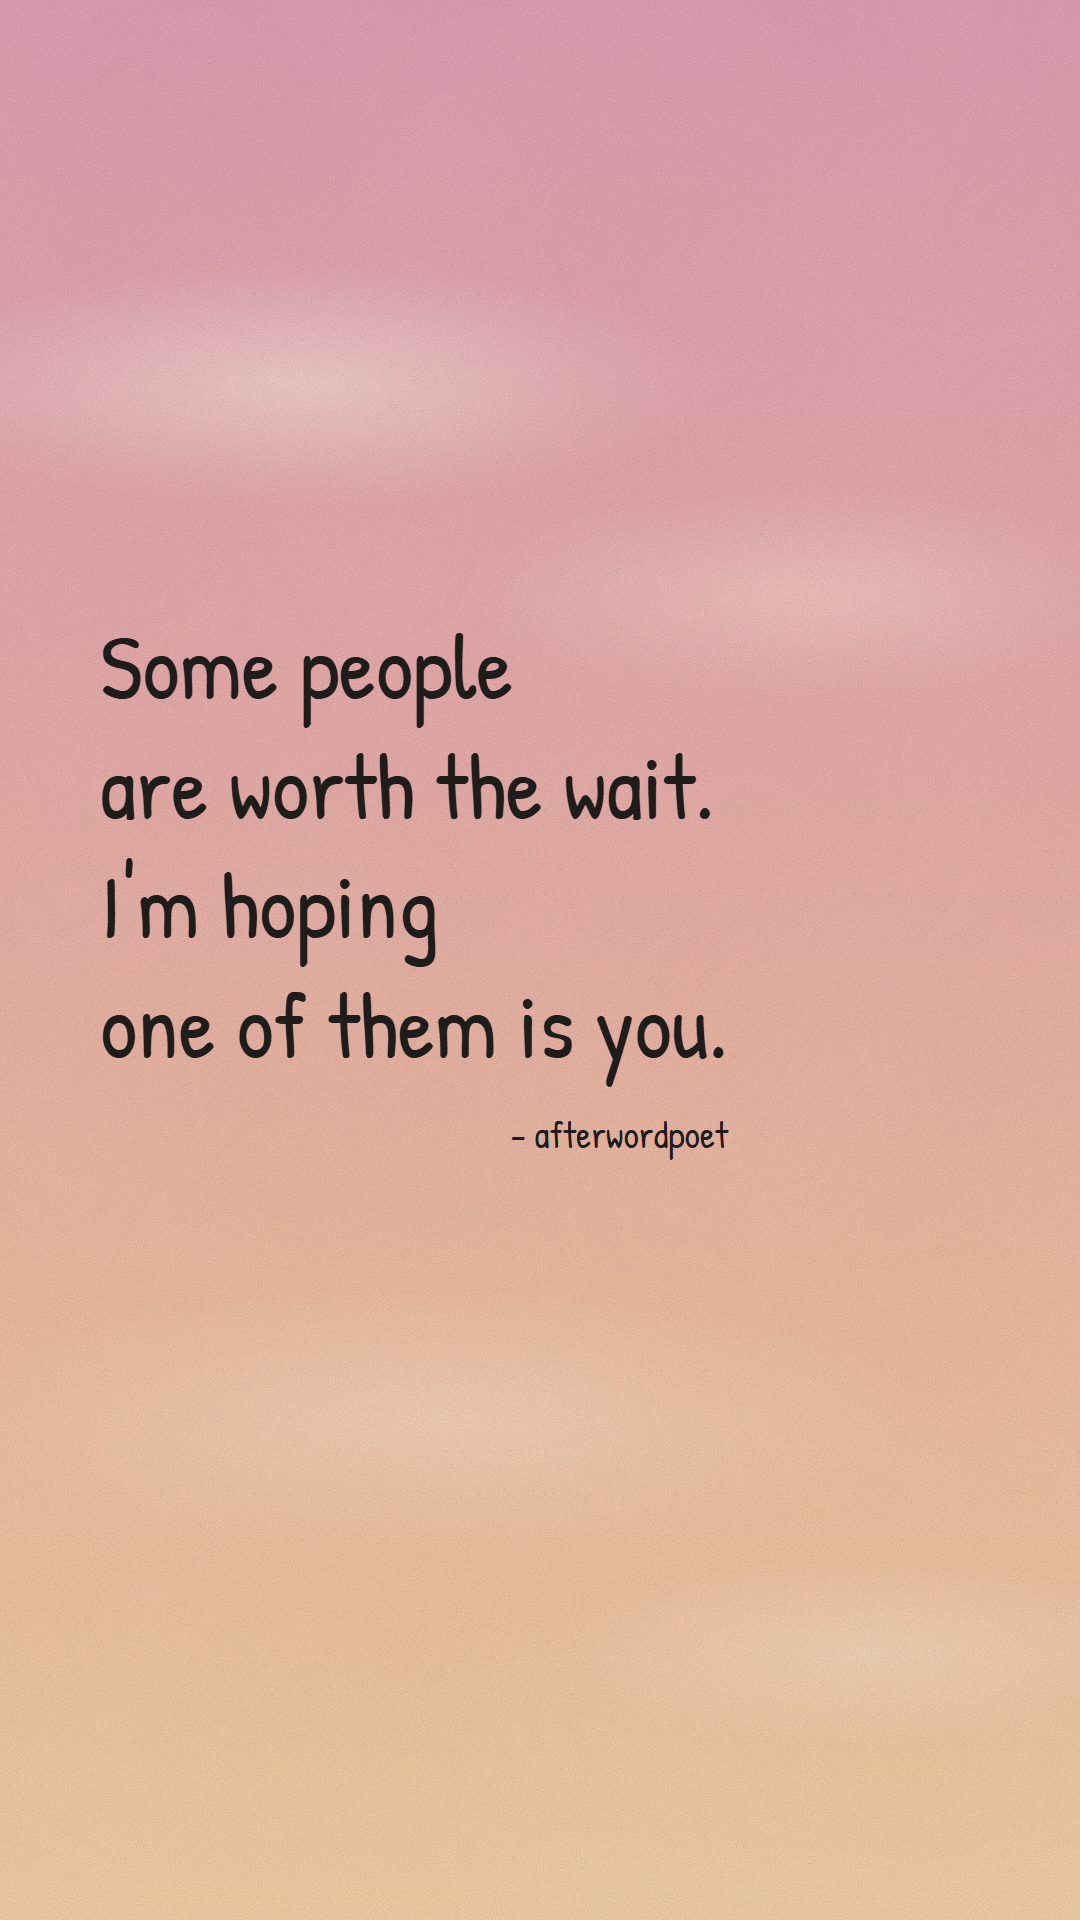 Some people
are worth the wait.
I'm hoping
one of them is you.
- afterwordpoet